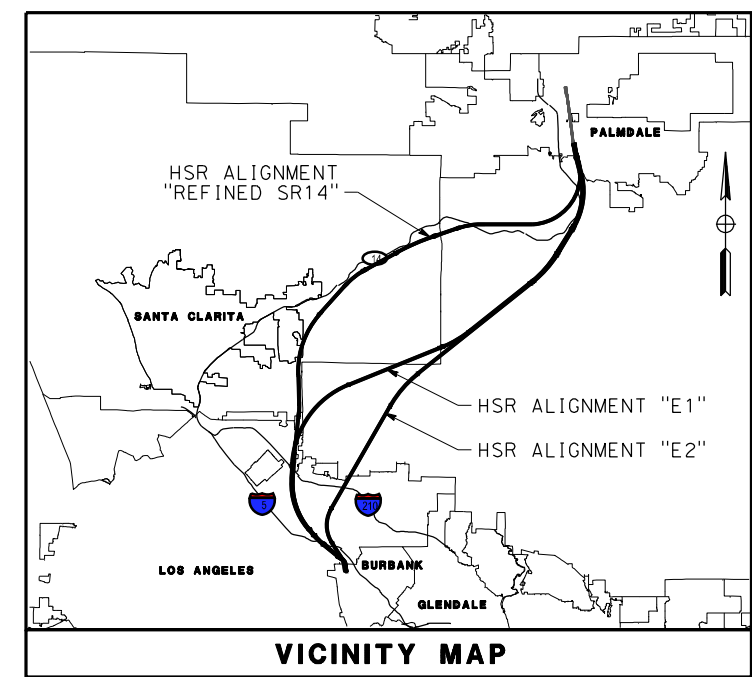 PALMDALE
HSR ALIGNMENT
"REFINED SR14"
14
SANTA CLARITA
HSR ALIGNMENT "E1"
HSR ALIGNMENT "E2"
5
210
LOS ANGELES
BURBANK
GLENDALE
VICINITY MAP